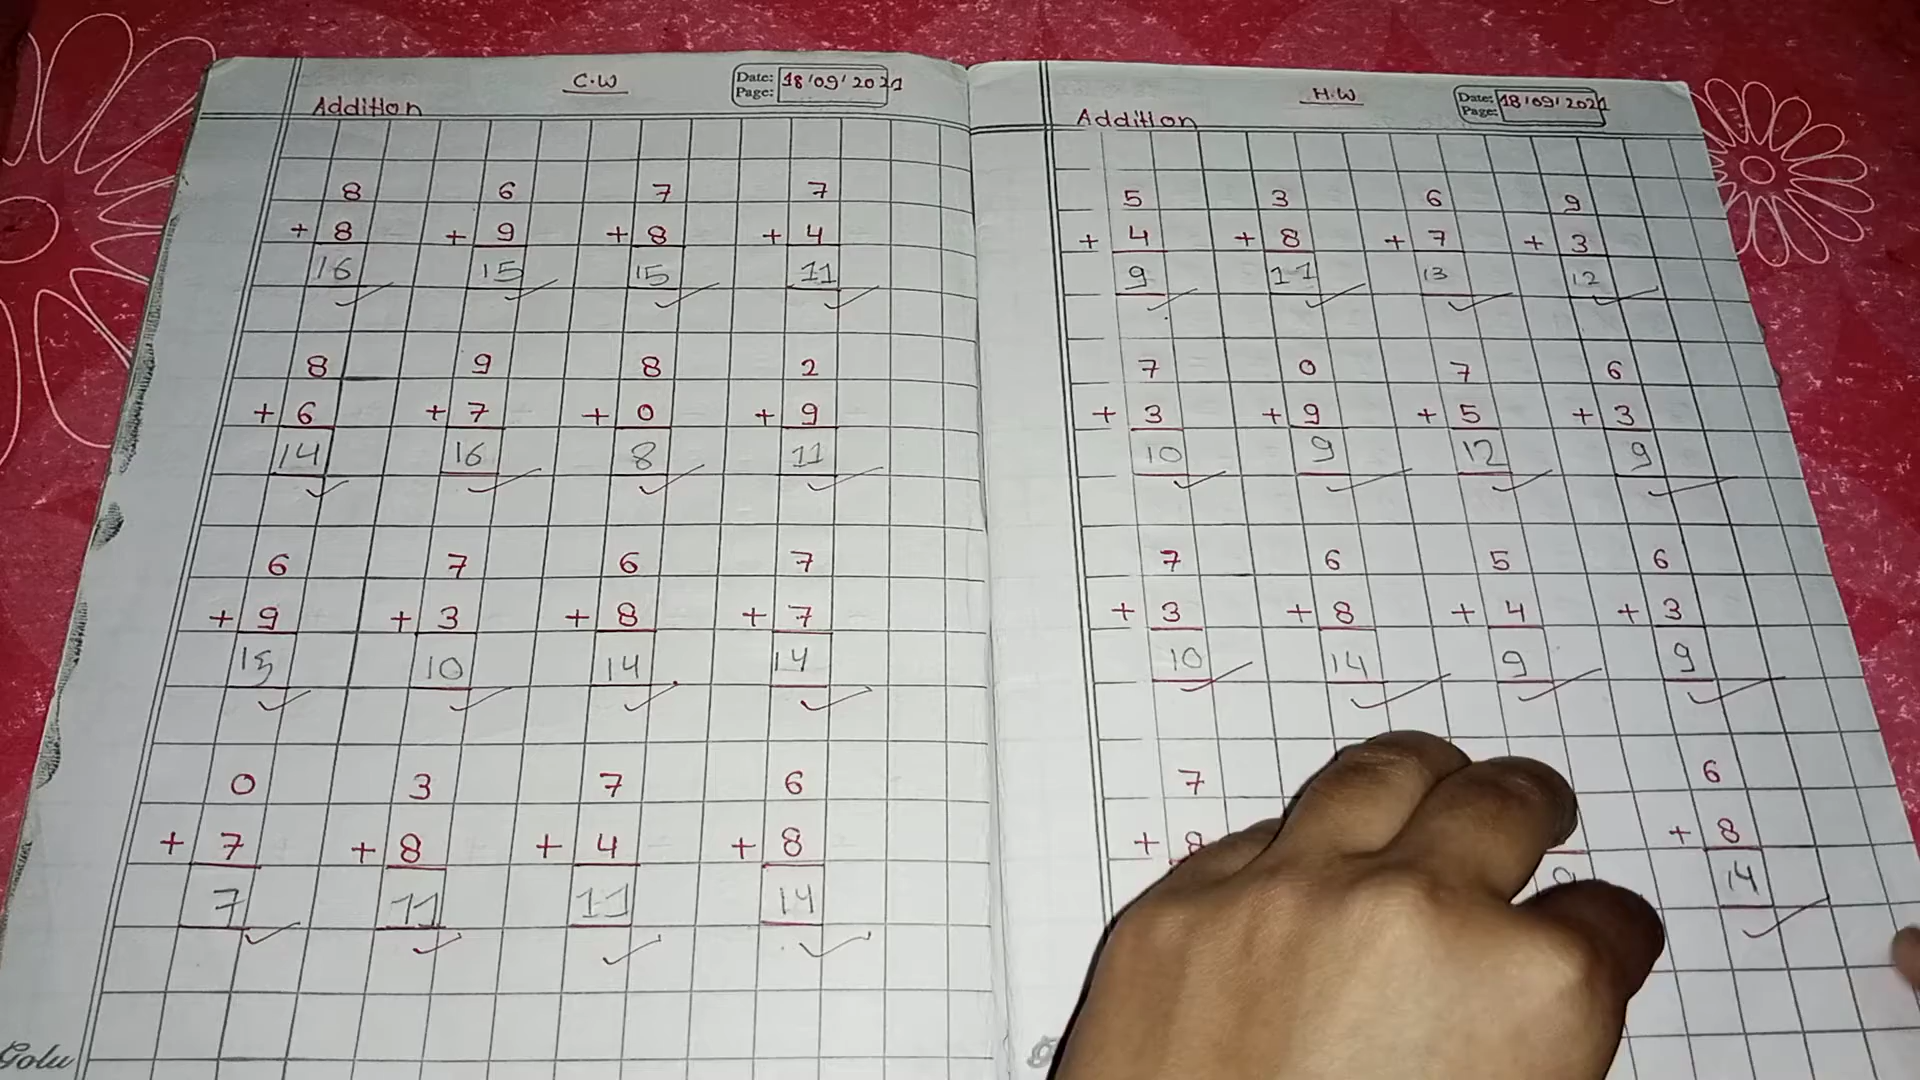 C.W
Date: 18/09/2021
Page:
Addition
8 6 7 7
+ 8 + 9 + 8 + 4
16 15 15 11
8 9 8 2
+ 6 + 7 + 0 + 9
14 16 8 11
6 7 6 7
+ 9 + 3 + 8 + 7
15 10 14 14
0 3 7 6
+ 7 + 8 + 4 + 8
7 11 11 14
Golu
H.W
Date: 18/09/2021
Page:
Addition
5 3 6 9
+ 4 + 8 + 7 + 3
9 11 13 12
7 0 7 6
+ 3 + 9 + 5 + 3
10 9 12 9
7 6 5 6
+ 3 + 8 + 4 + 3
10 14 9 9
7 6
+ 8 + 8
14